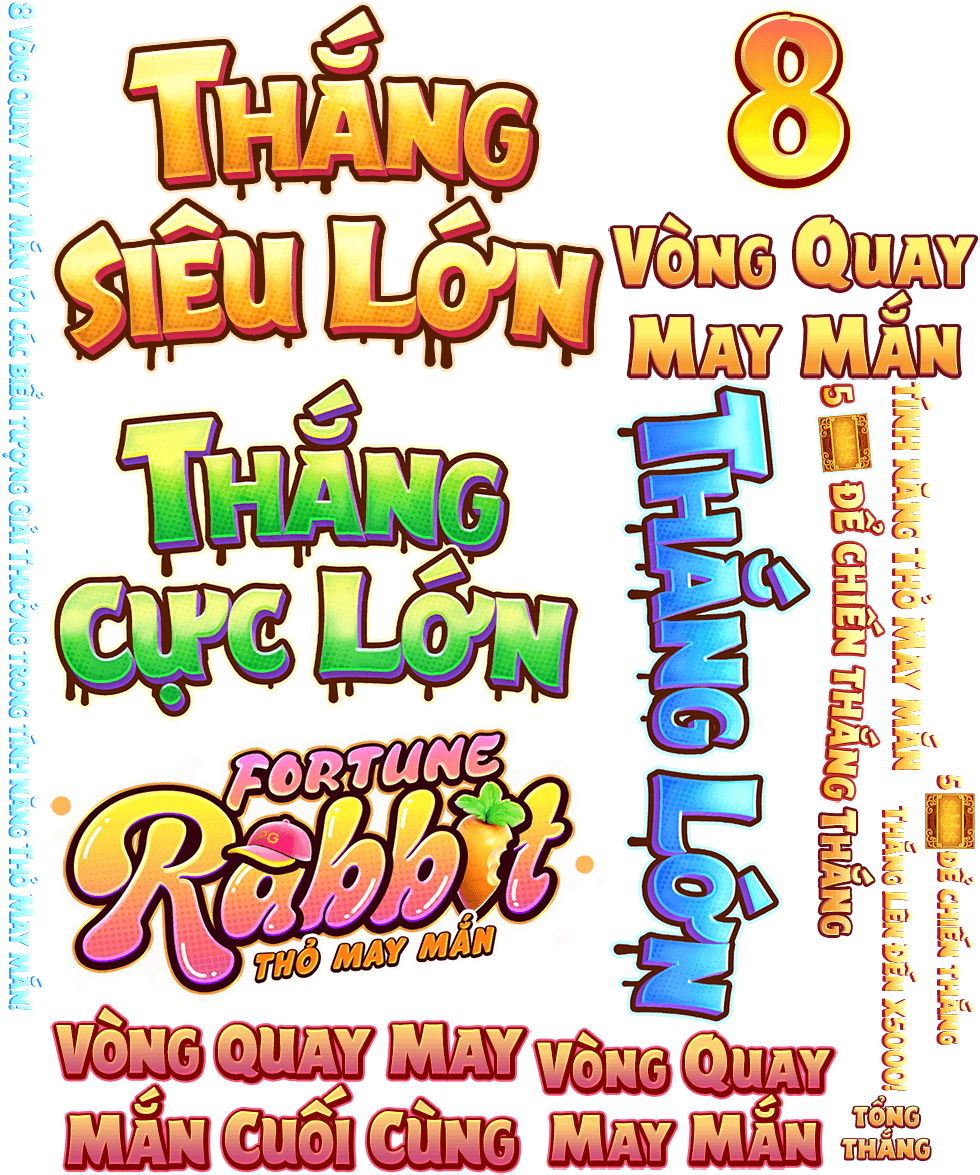 8 VÒNG QUAY MAY MẮN VỚI CÁC BIỂU TƯỢNG GIẢI THƯỞNG TRONG TÍNH NĂNG THỎ MAY MẮN!
THẮNG
SIÊU LỚN
8
VÒNG QUAY
MAY MẮN
THẮNG
CỰC LỚN
THẮNG LỚN
5
ĐỂ CHIẾN THẮNG THẮNG
TÍNH NĂNG THỎ MAY MẮN
5
ĐỂ CHIẾN THẮNG
THẮNG LÊN ĐẾN X5000!
FORTUNE
Rabbit
PG
THỎ MAY MẮN
VÒNG QUAY MAY
MẮN CUỐI CÙNG
VÒNG QUAY
MAY MẮN
TỔNG
THẮNG